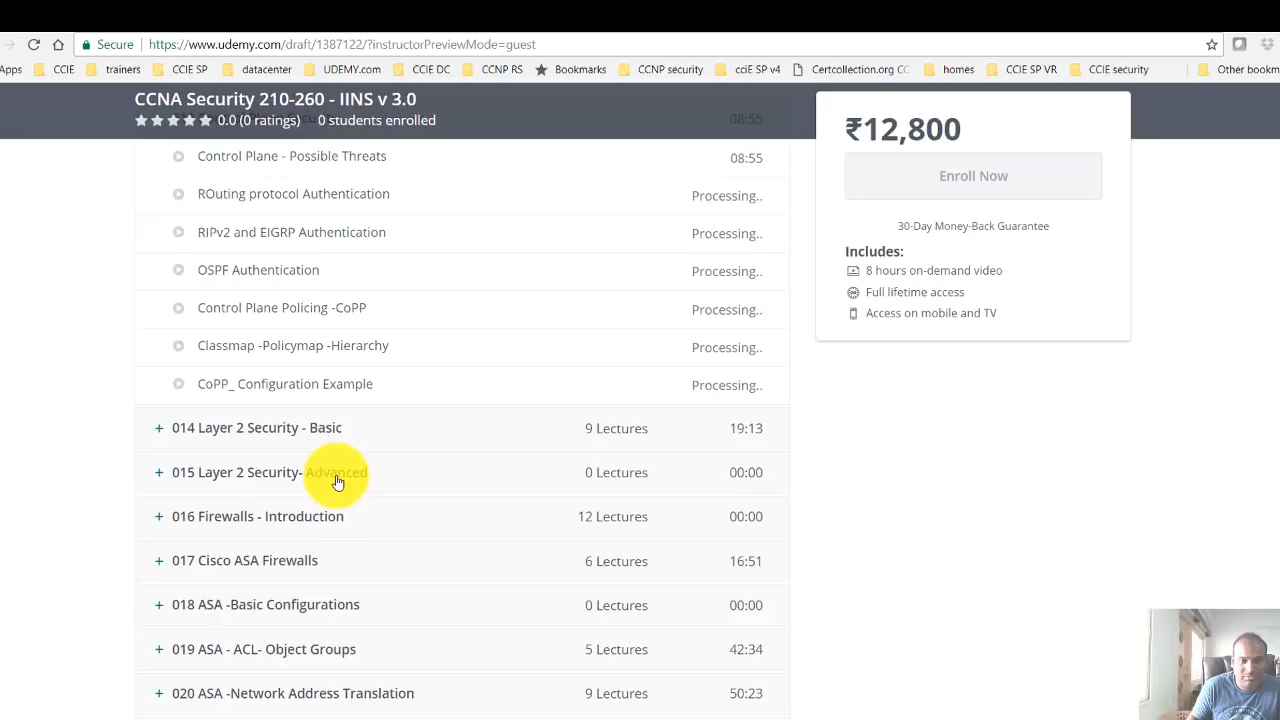 Secure
https://www.udemy.com/draft/1387122/?instructorPreviewMode=guest
Apps CCIE trainers CCIE SP datacenter UDEMY.com CCIE DC CCNP RS Bookmarks CCNP security cciE SP v4 Certcollection.org CC homes CCIE SP VR CCIE security Other bookm
CCNA Security 210-260 - IINS v 3.0
0.0 (0 ratings) 0 students enrolled
08:55
Control Plane - Possible Threats 08:55
ROuting protocol Authentication Processing..
RIPv2 and EIGRP Authentication Processing..
OSPF Authentication Processing..
Control Plane Policing -CoPP Processing..
Classmap -Policymap -Hierarchy Processing..
CoPP_ Configuration Example Processing..
+ 014 Layer 2 Security - Basic 9 Lectures 19:13
+ 015 Layer 2 Security- Advanced 0 Lectures 00:00
+ 016 Firewalls - Introduction 12 Lectures 00:00
+ 017 Cisco ASA Firewalls 6 Lectures 16:51
+ 018 ASA -Basic Configurations 0 Lectures 00:00
+ 019 ASA - ACL- Object Groups 5 Lectures 42:34
+ 020 ASA -Network Address Translation 9 Lectures 50:23
₹12,800
Enroll Now
30-Day Money-Back Guarantee
Includes:
8 hours on-demand video
Full lifetime access
Access on mobile and TV